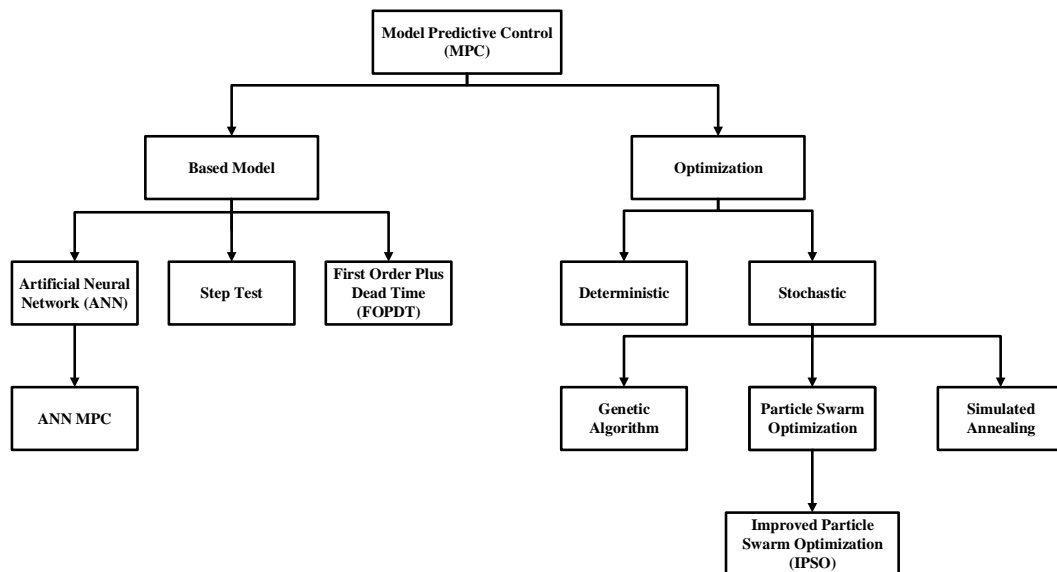 Model Predictive Control
(MPC)
Based Model
Optimization
Artificial Neural
Network (ANN)
Step Test
First Order Plus
Dead Time
(FOPDT)
Deterministic
Stochastic
ANN MPC
Genetic
Algorithm
Particle Swarm
Optimization
Simulated
Annealing
Improved Particle
Swarm Optimization
(IPSO)